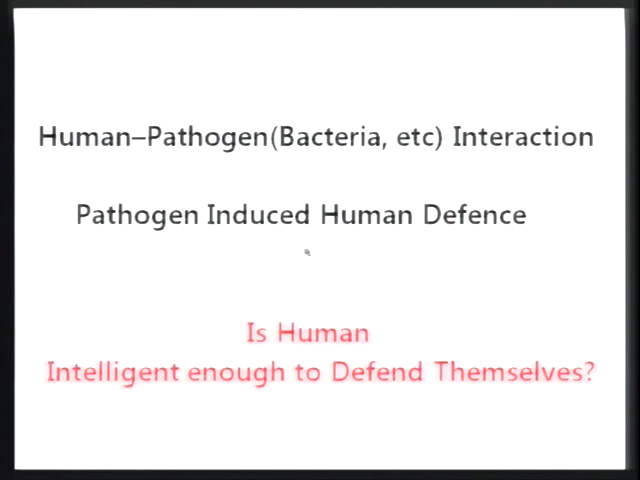 Human–Pathogen(Bacteria, etc) Interaction
Pathogen Induced Human Defence
Is Human
Intelligent enough to Defend Themselves?